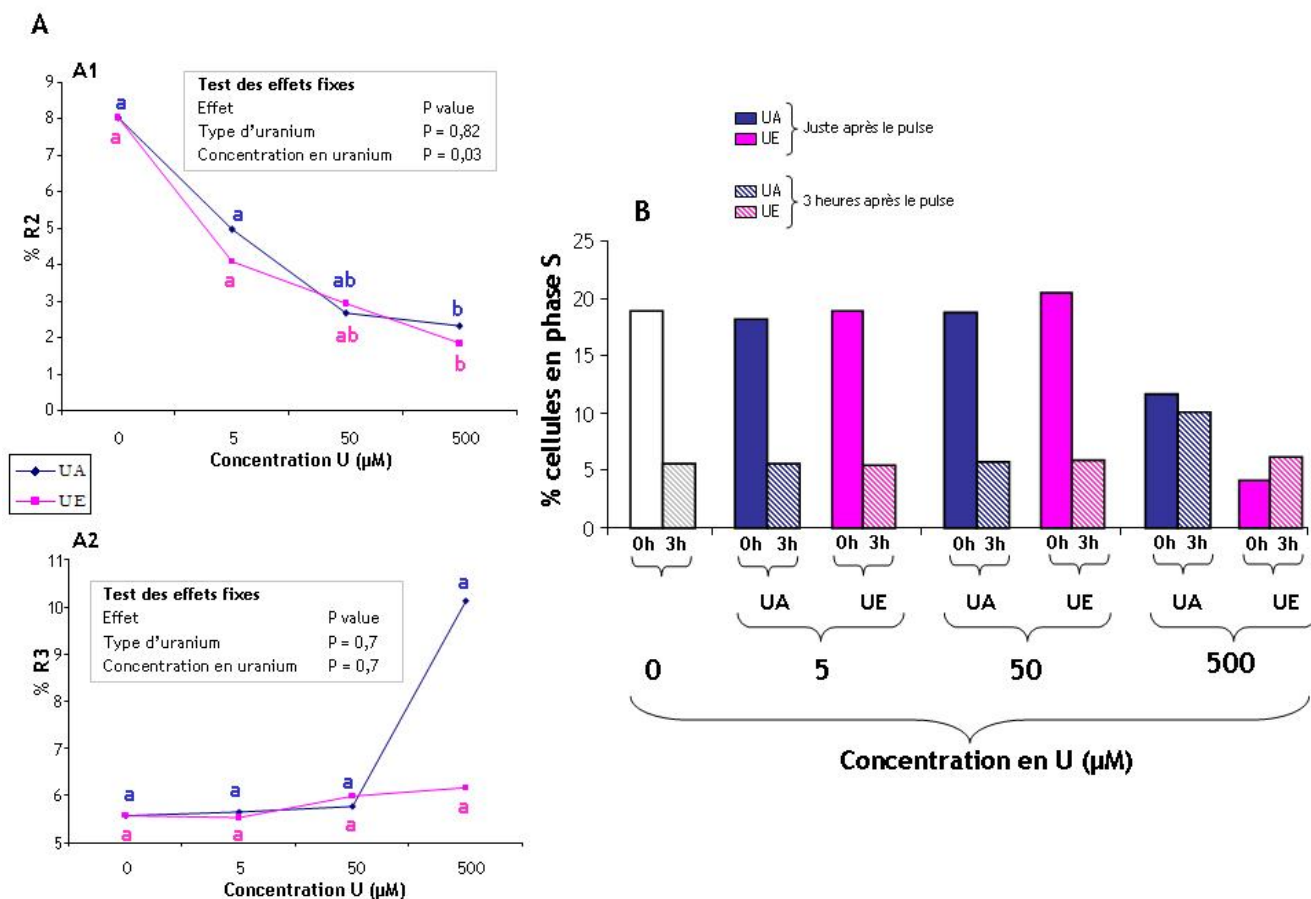 A
A1
Test des effets fixes
Effet P value
Type d'uranium P = 0,82
Concentration en uranium P = 0,03
% R2
9
8
7
6
5
4
3
2
1
0
a
a
a
a
ab
ab
b
b
0 5 50 500
Concentration U (µM)
UA
UE
A2
Test des effets fixes
Effet P value
Type d'uranium P = 0,7
Concentration en uranium P = 0,7
% R3
11
10
9
8
7
6
5
a
a
a
a
a
a
a
a
0 5 50 500
Concentration U (µM)
UA
UE
Juste après le pulse
UA
UE
3 heures après le pulse
B
% cellules en phase S
25
20
15
10
5
0
0h 3h 0h 3h 0h 3h 0h 3h 0h 3h 0h 3h 0h 3h
UA UE UA UE UA UE
0 5 50 500
Concentration en U (µM)